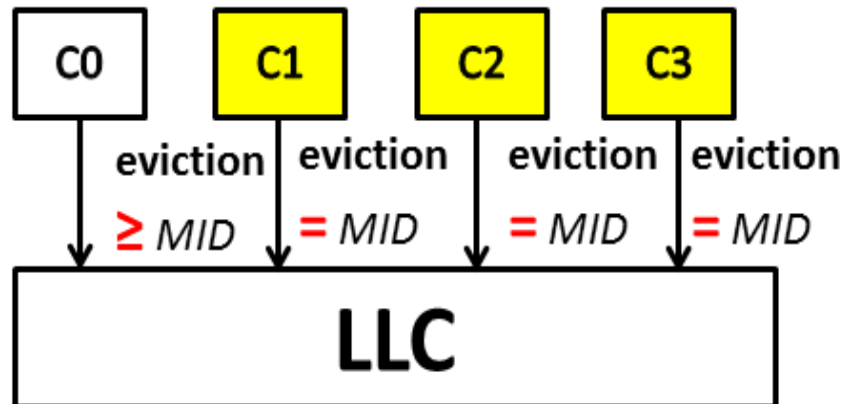 C0 C1 C2 C3
eviction eviction eviction eviction
≥ MID = MID = MID = MID
LLC